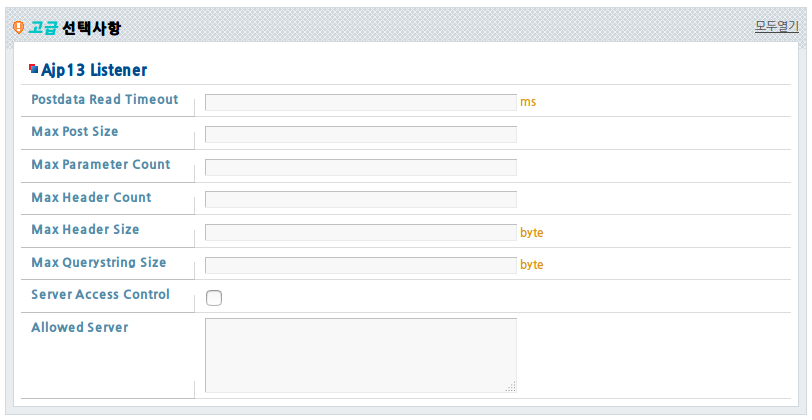 고급 선택사항
모두열기
Ajp13 Listener
Postdata Read Timeout ms
Max Post Size
Max Parameter Count
Max Header Count
Max Header Size byte
Max Querystring Size byte
Server Access Control
Allowed Server